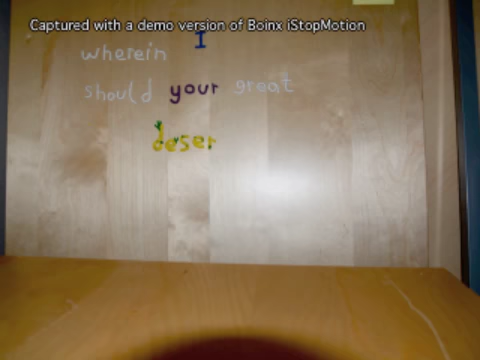 Captured with a demo version of Boinx iStopMotion
wherein I
should your great
deser